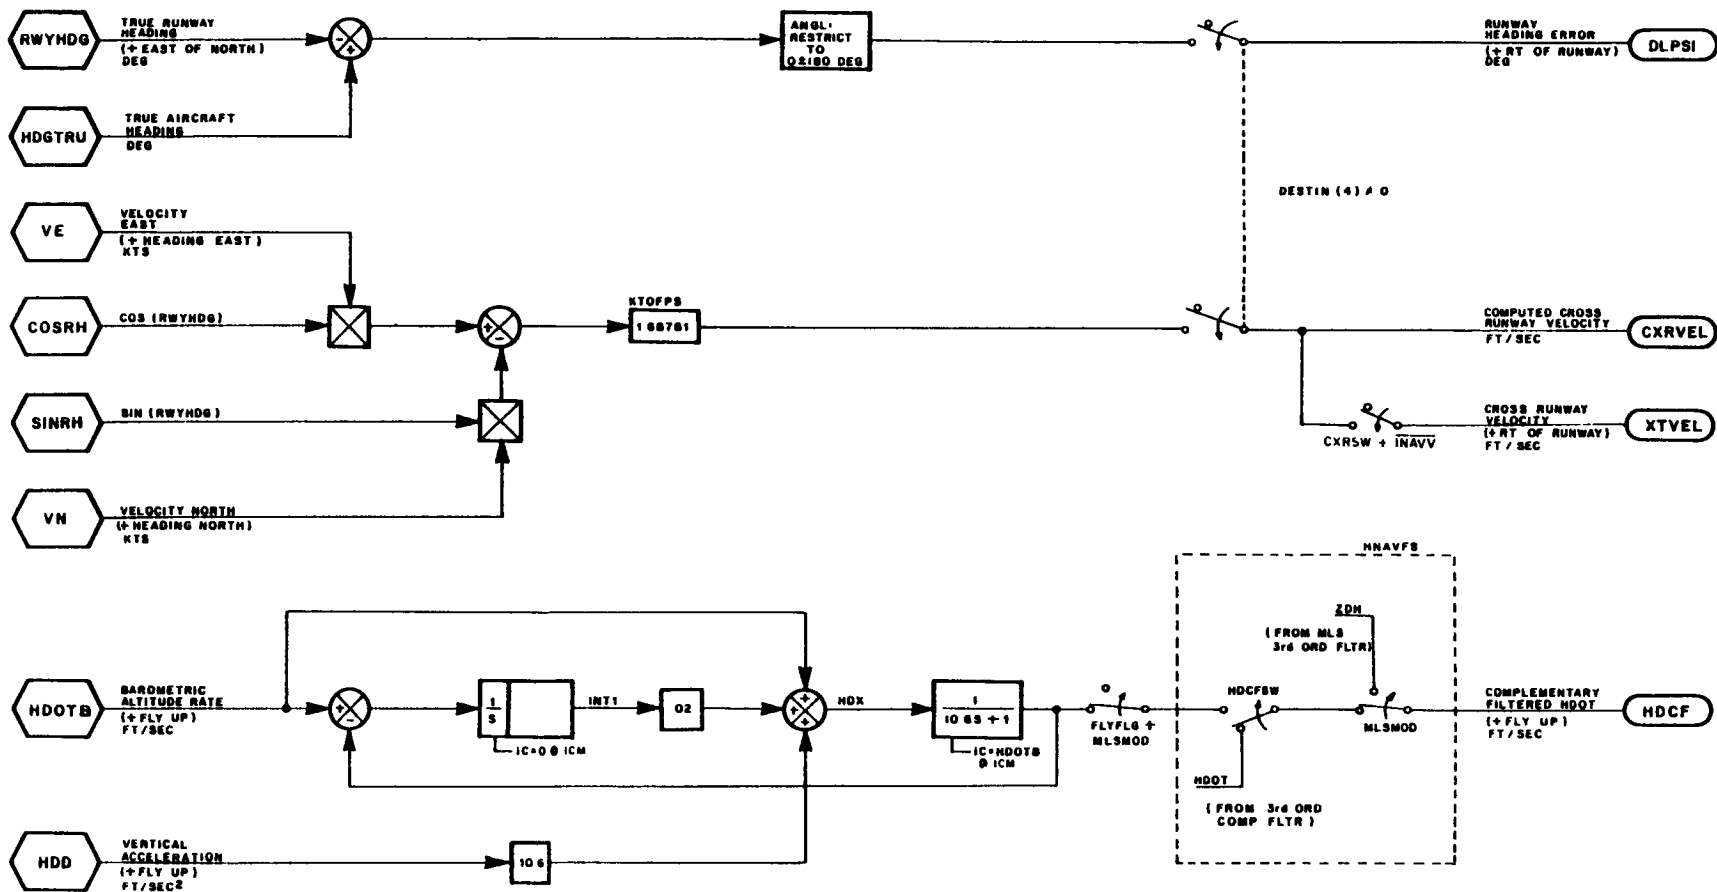 RWYHDG
TRUE RUNWAY
HEADING
(+ EAST OF NORTH)
DEG
-
+
ANGL-
RESTRICT
TO
0±180 DEG
RUNWAY
HEADING ERROR
(+ RT OF RUNWAY)
DEG
DLPSI
HDGTRU
TRUE AIRCRAFT
HEADING
DEG
DESTIN (4) ≠ 0
VE
VELOCITY
EAST
(+ HEADING EAST)
KTS
COSRH
COS (RWYHDG)
+
-
KTOFPS
1 68781
COMPUTED CROSS
RUNWAY VELOCITY
FT/SEC
CXRVEL
SINRH
SIN (RWYHDG)
CXRSW + INAVV
CROSS RUNWAY
VELOCITY
(+ RT OF RUNWAY)
FT / SEC
XTVEL
VN
VELOCITY NORTH
(+ HEADING NORTH)
KTS
HNAVFS
ZDH
(FROM MLS
3rd ORD FLTR)
HDOTB
BAROMETRIC
ALTITUDE RATE
(+ FLY UP)
FT/SEC
+
-
1
S
IC=0 @ ICM
INT1
02
+
+
+
HDX
1
10 6S + 1
IC=HDOTB
@ ICM
FLYFLG +
MLSMOD
HDCFSW
MLSMOD
COMPLEMENTARY
FILTERED HDOT
(+ FLY UP)
FT/SEC
HDCF
HDOT
(FROM 3rd ORD
COMP FLTR)
HDD
VERTICAL
ACCELERATION
(+ FLY UP)
FT/SEC²
10 6